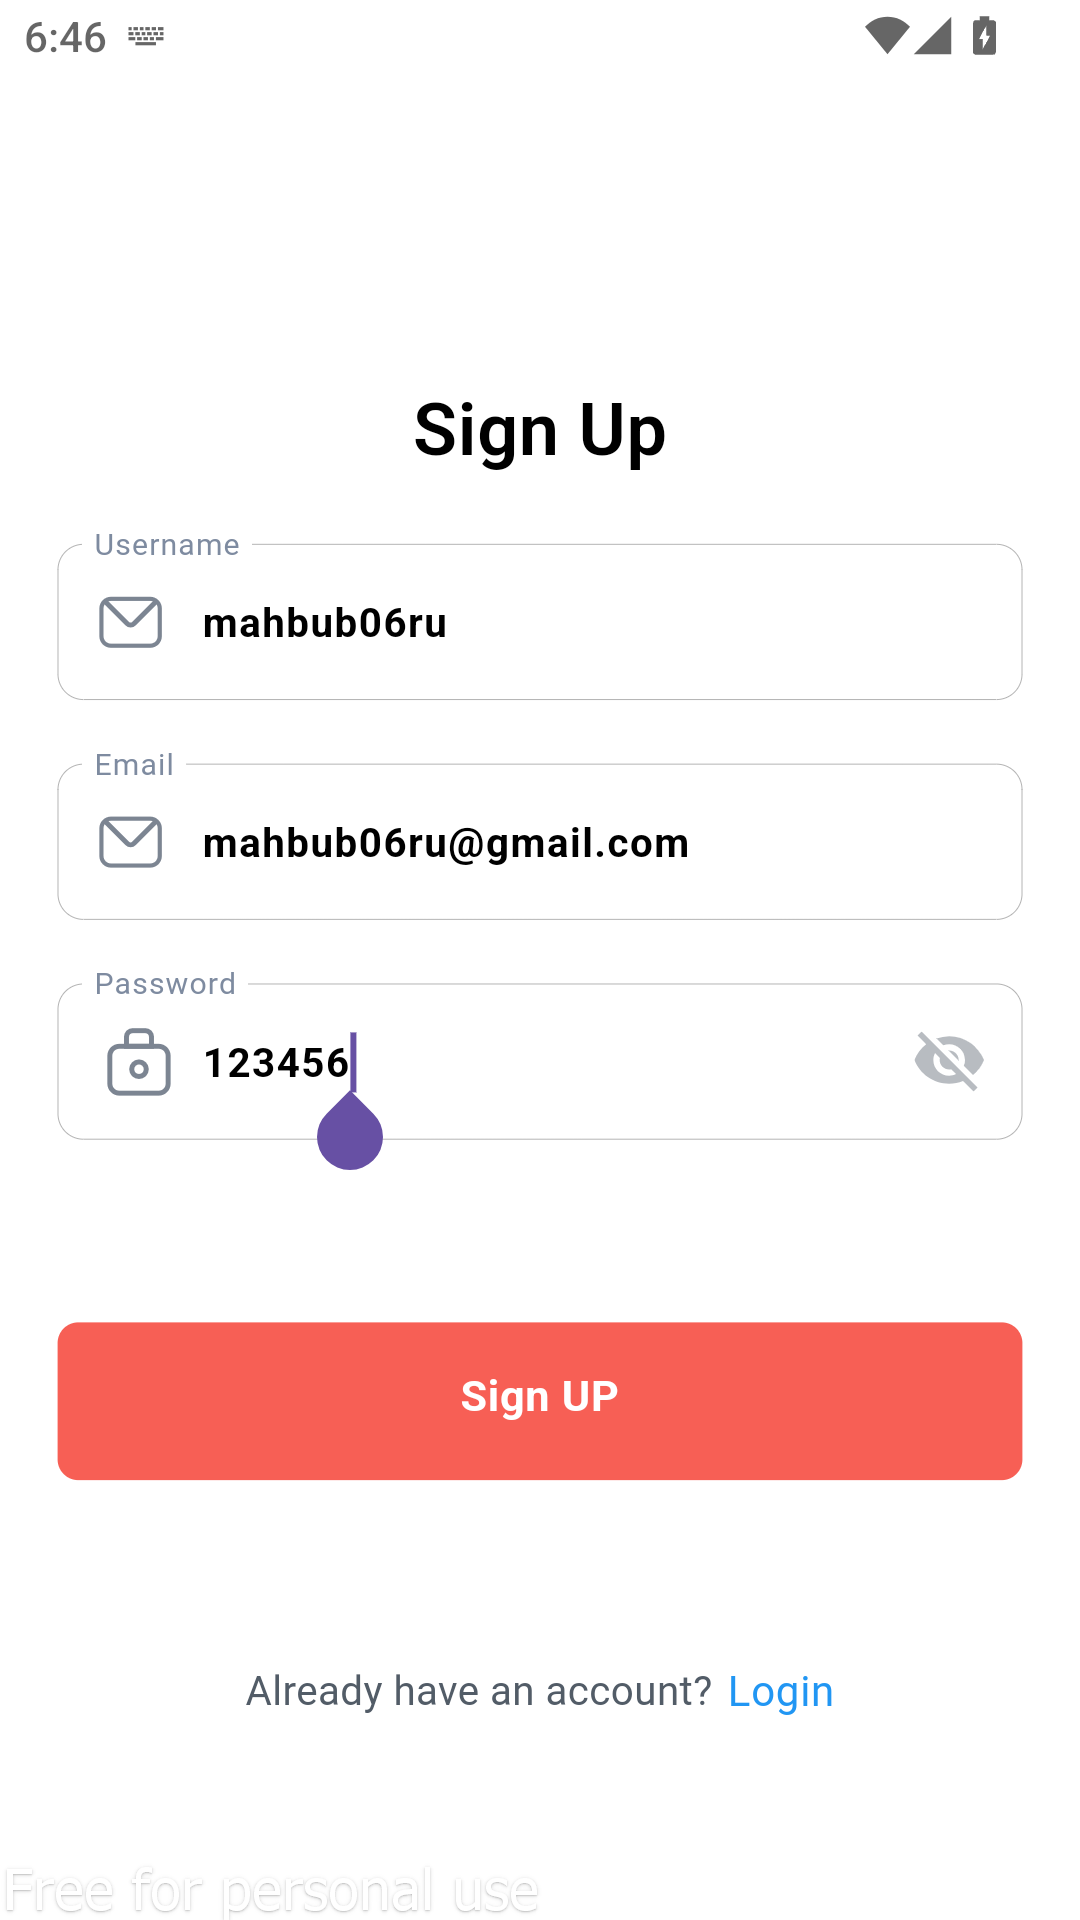 6:46
Sign Up
Username
mahbub06ru
Email
mahbub06ru@gmail.com
Password
123456
Sign UP
Already have an account? Login
Free for personal use